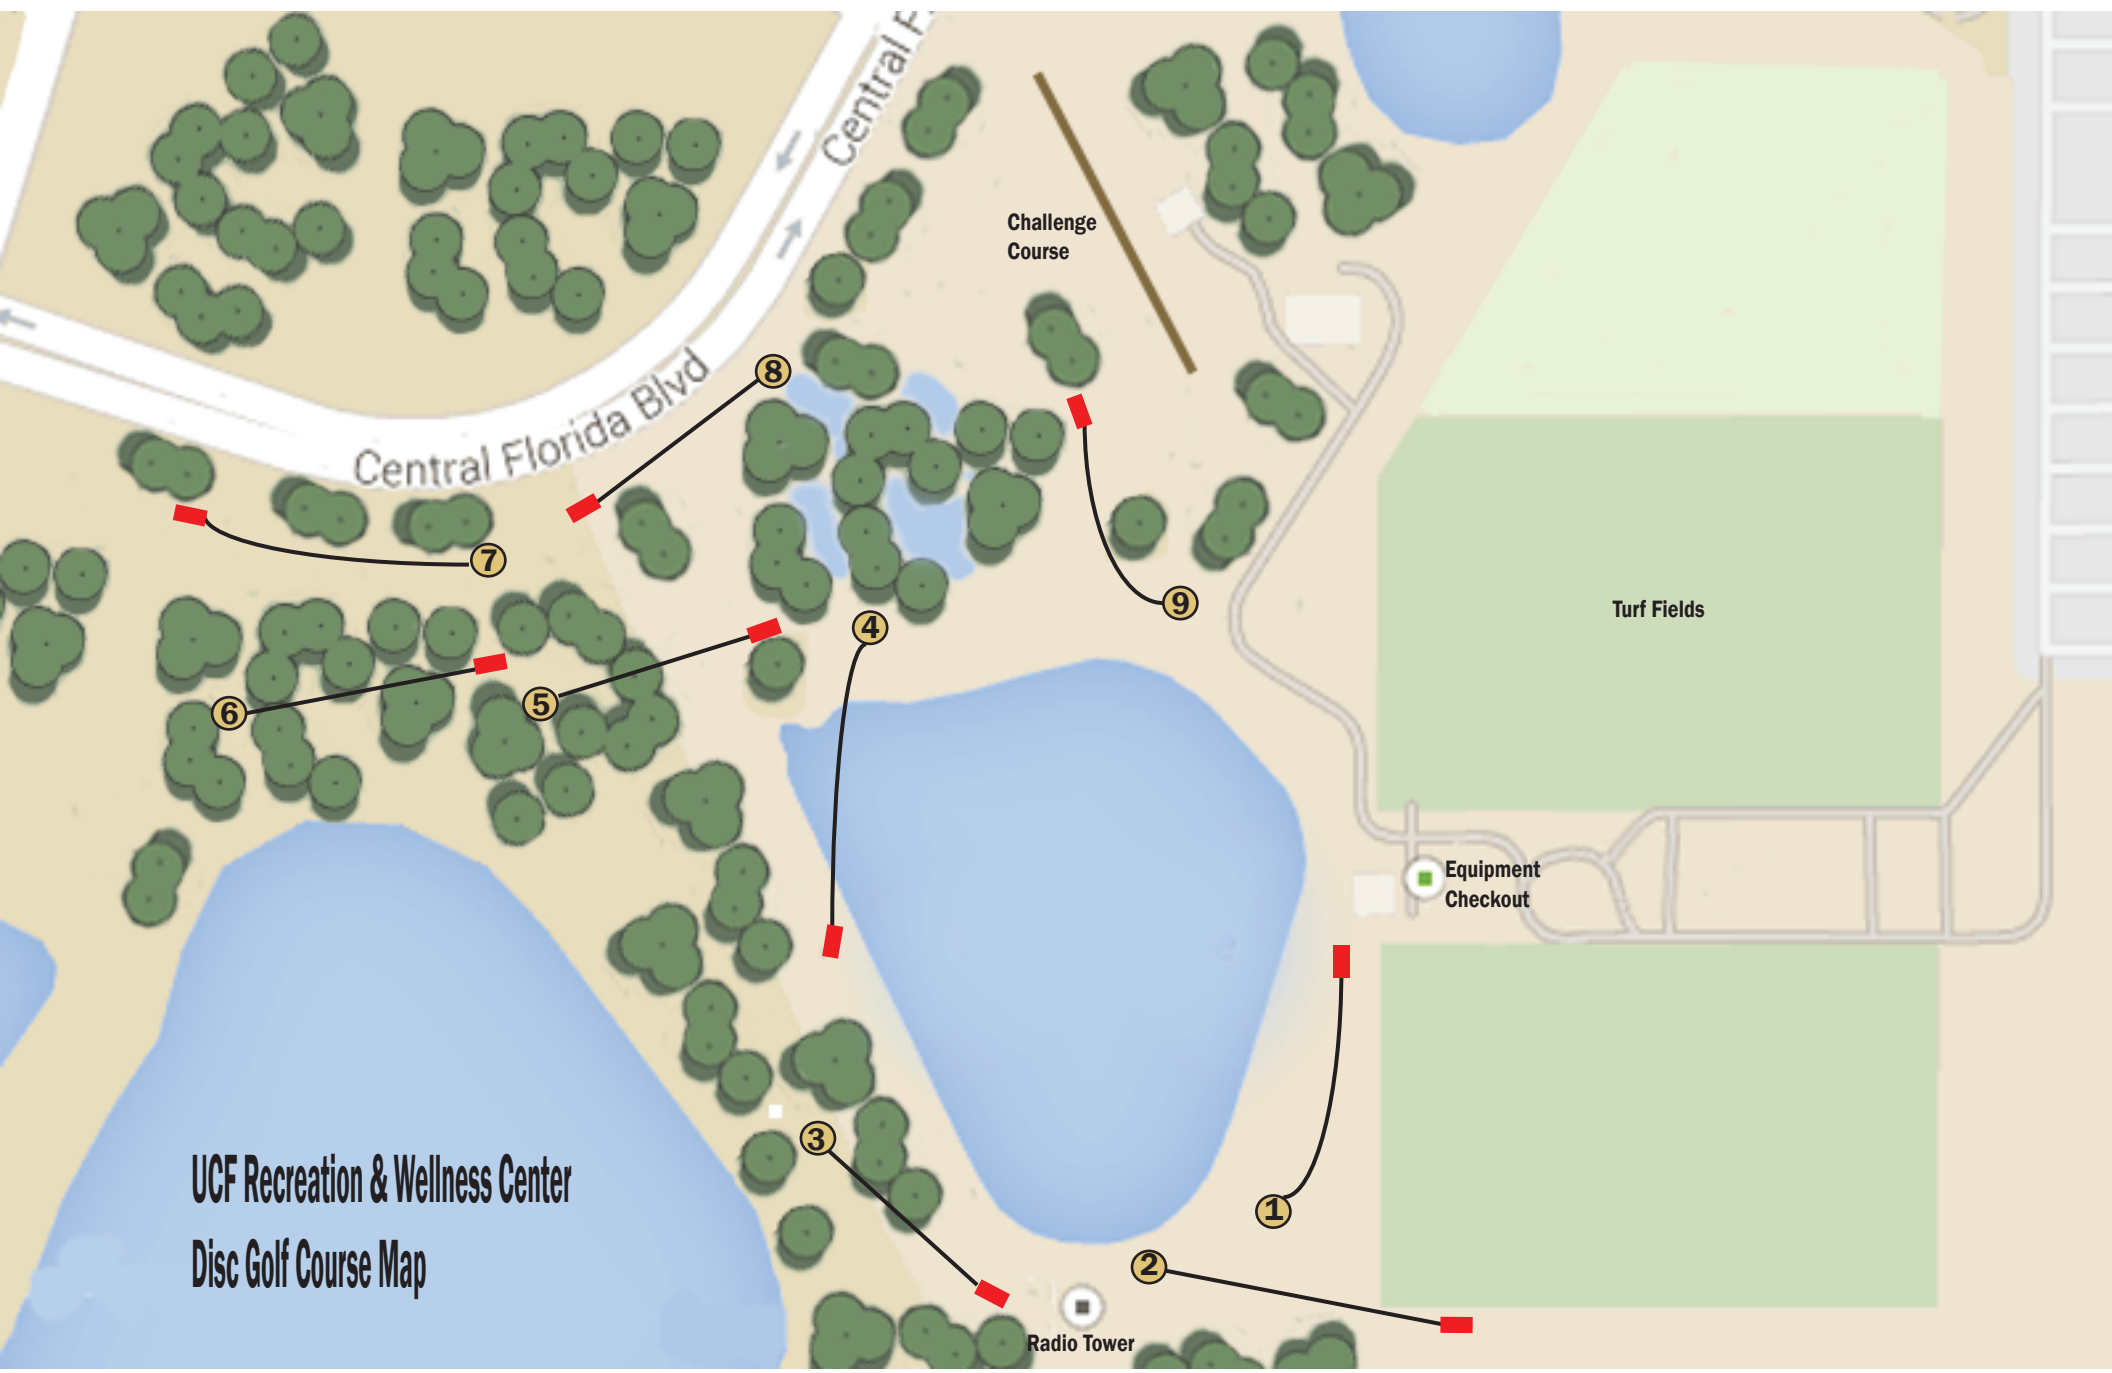 Central F
Challenge
Course
8
Central Florida Blvd
7
9
4
Turf Fields
5
6
Equipment
Checkout
3
UCF Recreation & Wellness Center
Disc Golf Course Map
1
2
Radio Tower